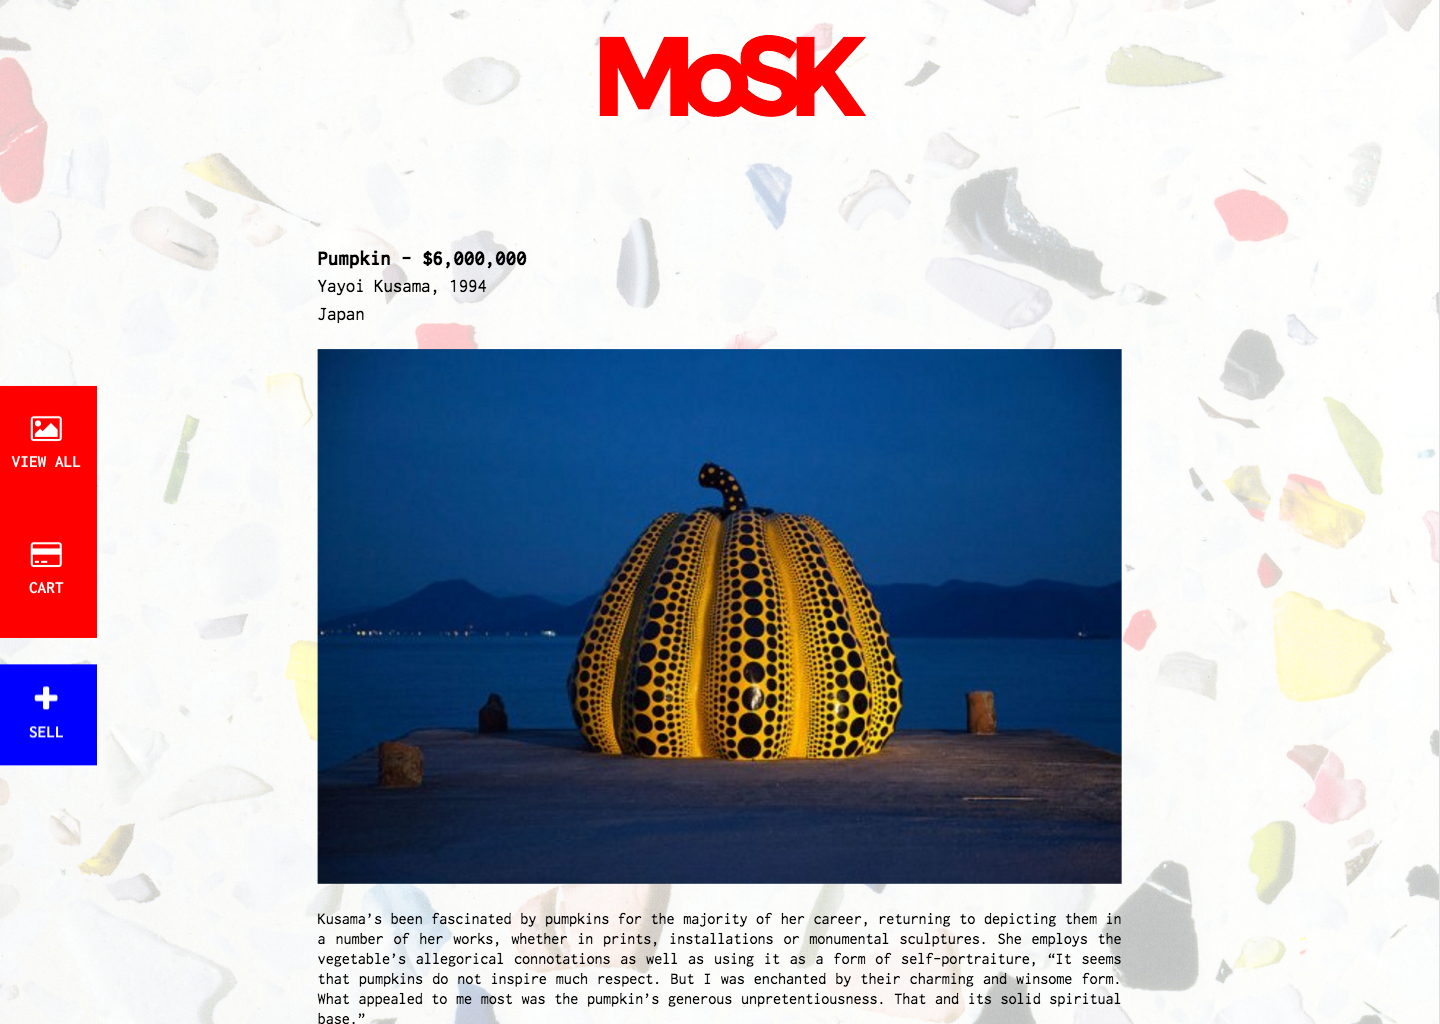 MoSK
Pumpkin - $6,000,000
Yayoi Kusama, 1994
Japan
VIEW ALL
CART
SELL
Kusama’s been fascinated by pumpkins for the majority of her career, returning to depicting them in
a number of her works, whether in prints, installations or monumental sculptures. She employs the
vegetable’s allegorical connotations as well as using it as a form of self-portraiture, “It seems
that pumpkins do not inspire much respect. But I was enchanted by their charming and winsome form.
What appealed to me most was the pumpkin’s generous unpretentiousness. That and its solid spiritual
base.”